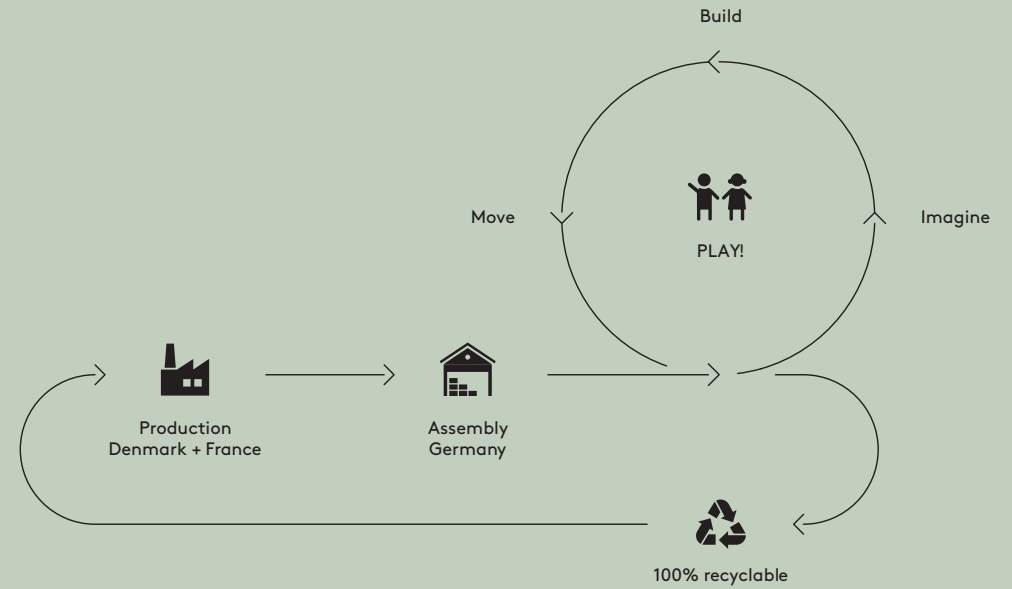 Build
Move
Imagine
PLAY!
Production
Denmark + France
Assembly
Germany
100% recyclable